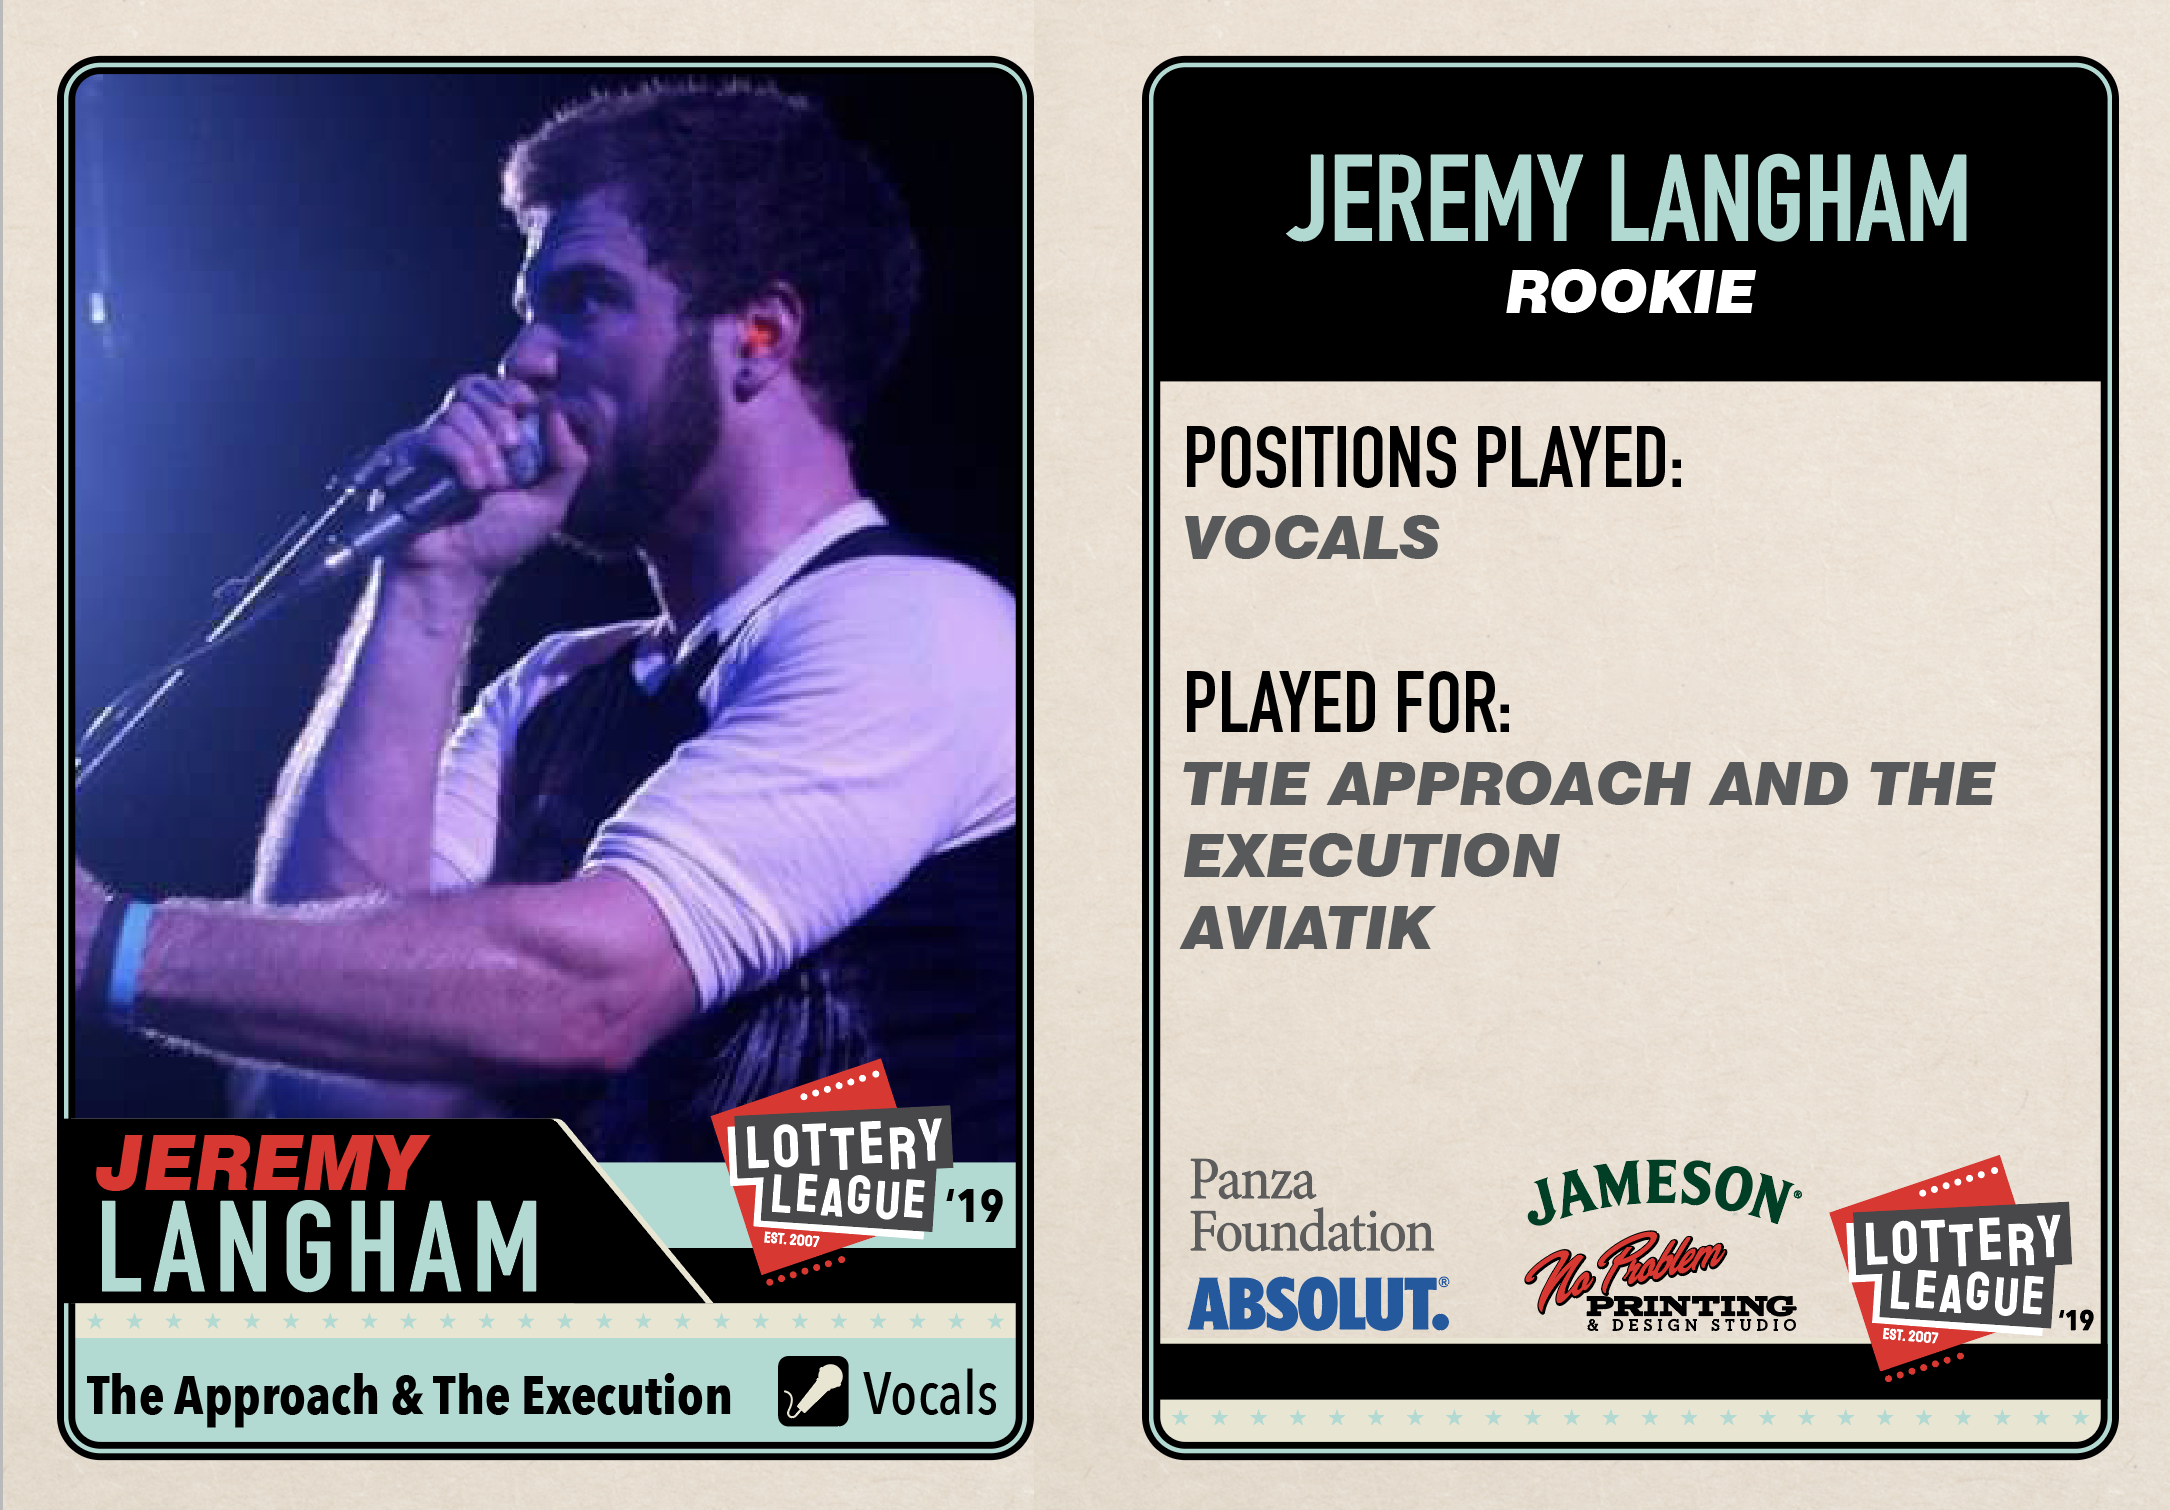 JEREMY
LANGHAM
LOTTERY
LEAGUE
EST. 2007
'19
The Approach & The Execution
Vocals
JEREMY LANGHAM
ROOKIE
POSITIONS PLAYED:
VOCALS
PLAYED FOR:
THE APPROACH AND THE
EXECUTION
AVIATIK
Panza
Foundation
ABSOLUT.®
JAMESON®
No Problem
PRINTING
& DESIGN STUDIO
LOTTERY
LEAGUE
EST. 2007
'19